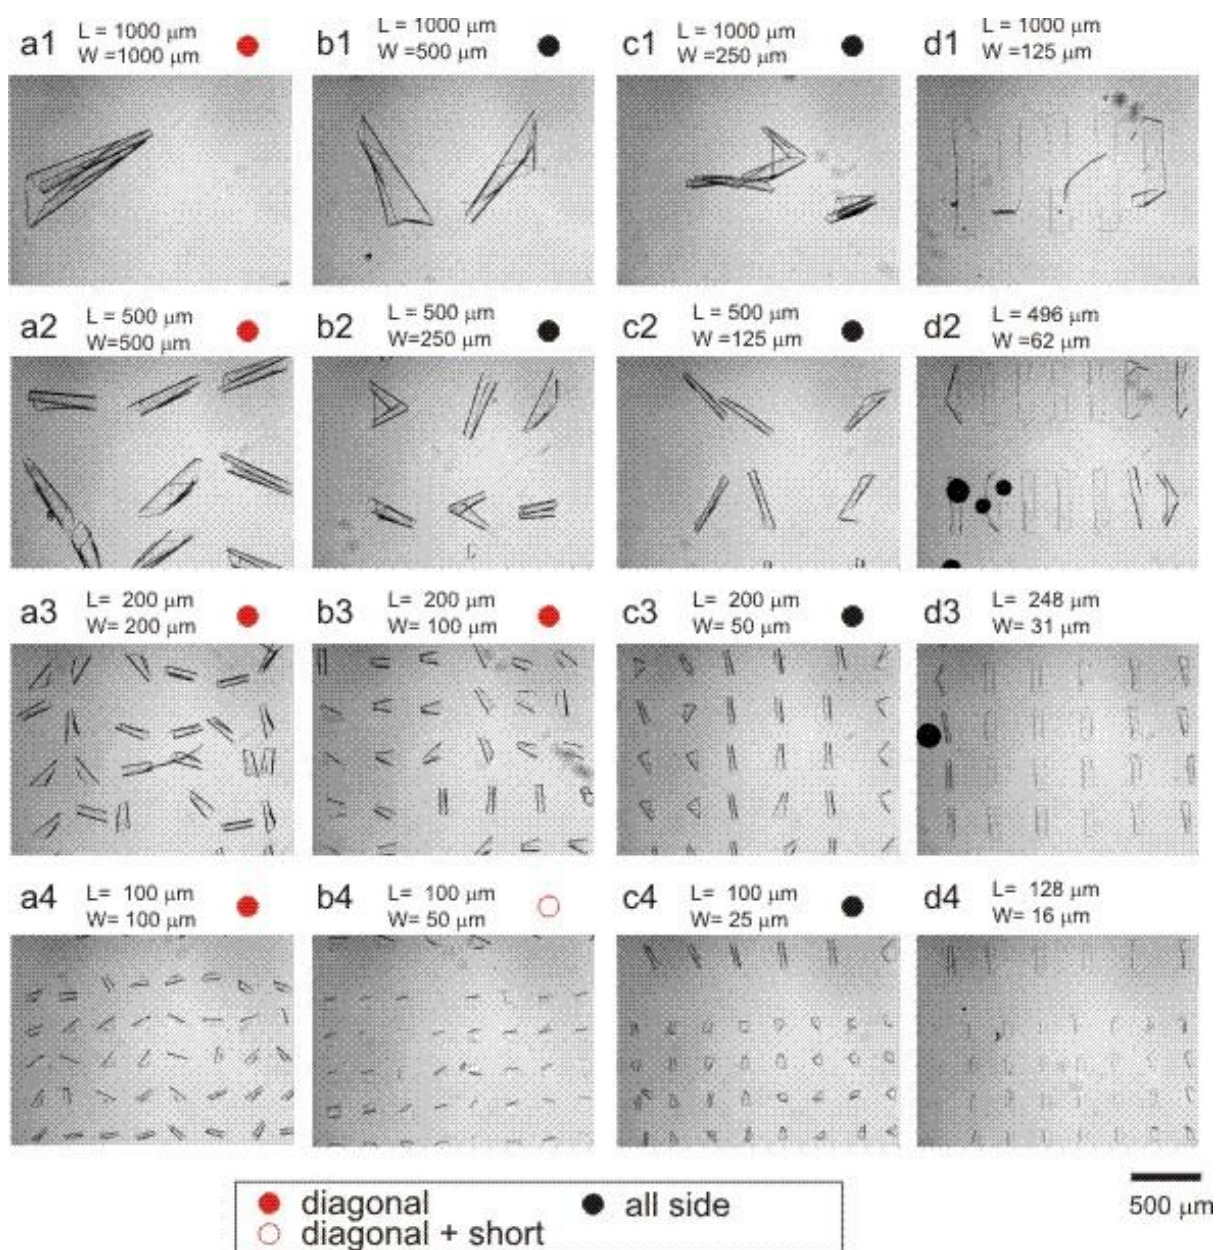 a1
L = 1000 μm
W =1000 μm
b1
L = 1000 μm
W =500 μm
c1
L = 1000 μm
W =250 μm
d1
L = 1000 μm
W =125 μm
a2
L = 500 μm
W=500 μm
b2
L = 500 μm
W=250 μm
c2
L = 500 μm
W =125 μm
d2
L = 496 μm
W =62 μm
a3
L= 200 μm
W= 200 μm
b3
L= 200 μm
W= 100 μm
c3
L= 200 μm
W= 50 μm
d3
L= 248 μm
W= 31 μm
a4
L= 100 μm
W= 100 μm
b4
L= 100 μm
W= 50 μm
c4
L= 100 μm
W= 25 μm
d4
L= 128 μm
W= 16 μm
diagonal
all side
diagonal + short
500 μm